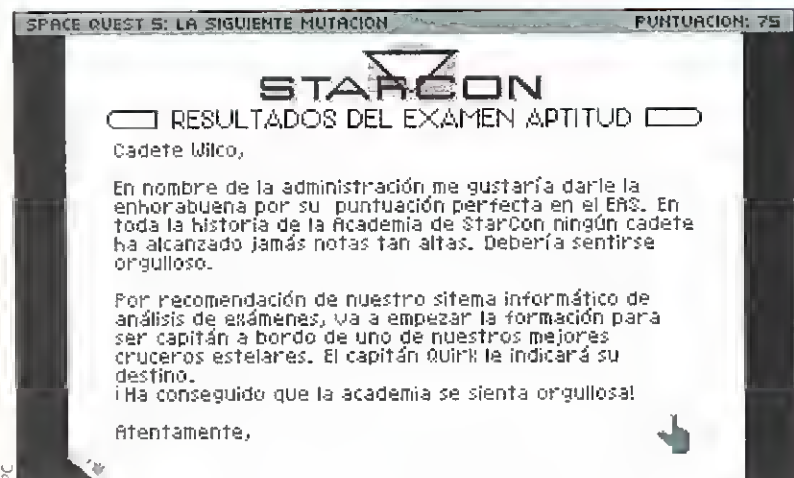 SPACE QUEST 5: LA SIGUIENTE MUTACION PUNTUACION: 75
STARCON
RESULTADOS DEL EXAMEN APTITUD
Cadete Wilco,
En nombre de la administración me gustaría darle la
enhorabuena por su puntuación perfecta en el EAS. En
toda la historia de la Academia de StarCon ningún cadete
ha alcanzado jamás notas tan altas. Debería sentirse
orgulloso.
Por recomendación de nuestro sitema informático de
análisis de exámenes, va a empezar la formación para
ser capitán a bordo de uno de nuestros mejores
cruceros estelares. El capitán Quirk le indicará su
destino.
¡Ha conseguido que la academia se sienta orgullosa!
Atentamente,
PC